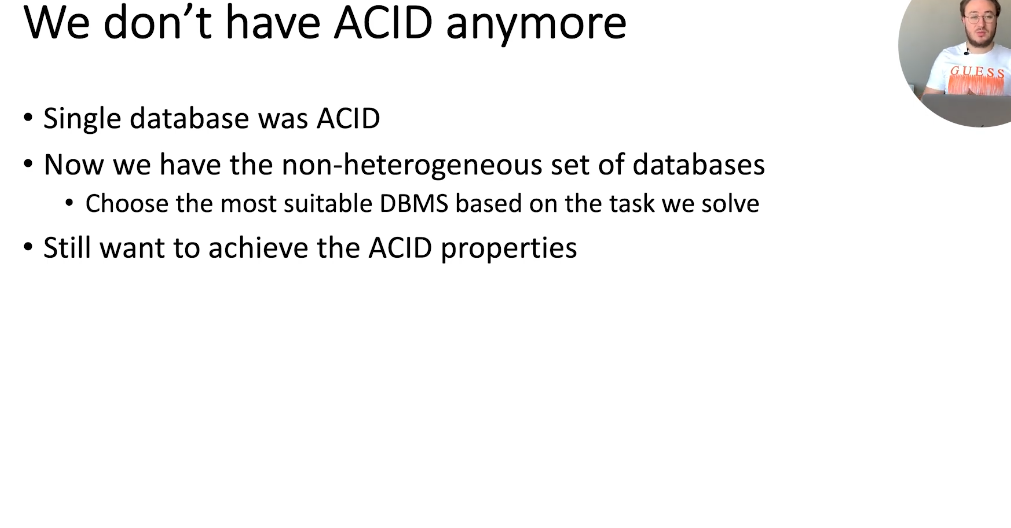 We don’t have ACID anymore
• Single database was ACID
• Now we have the non-heterogeneous set of databases
• Choose the most suitable DBMS based on the task we solve
• Still want to achieve the ACID properties
GUESS